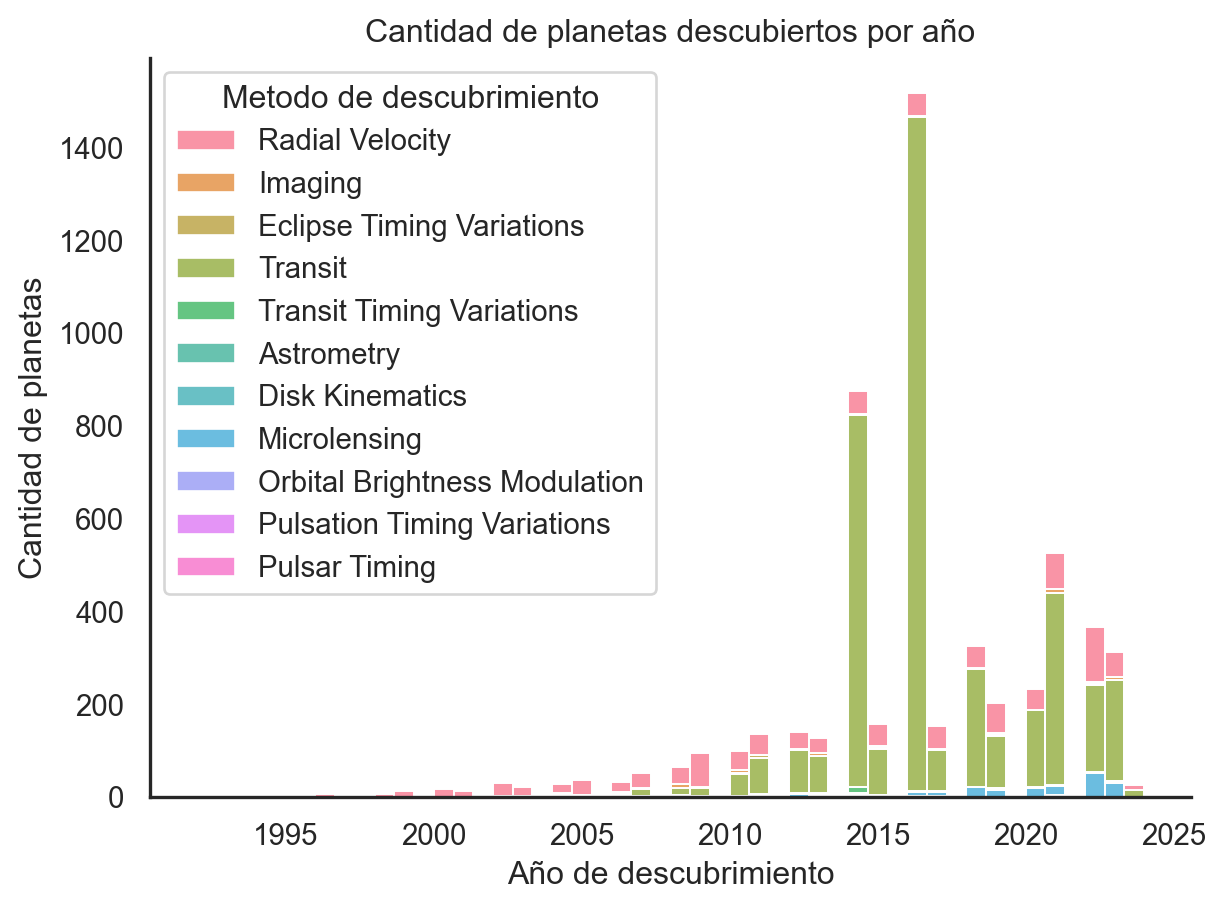 Cantidad de planetas descubiertos por año
Metodo de descubrimiento
Radial Velocity
Imaging
Eclipse Timing Variations
Transit
Transit Timing Variations
Astrometry
Disk Kinematics
Microlensing
Orbital Brightness Modulation
Pulsation Timing Variations
Pulsar Timing
Cantidad de planetas
1400
1200
1000
800
600
400
200
0
1995 2000 2005 2010 2015 2020 2025
Año de descubrimiento